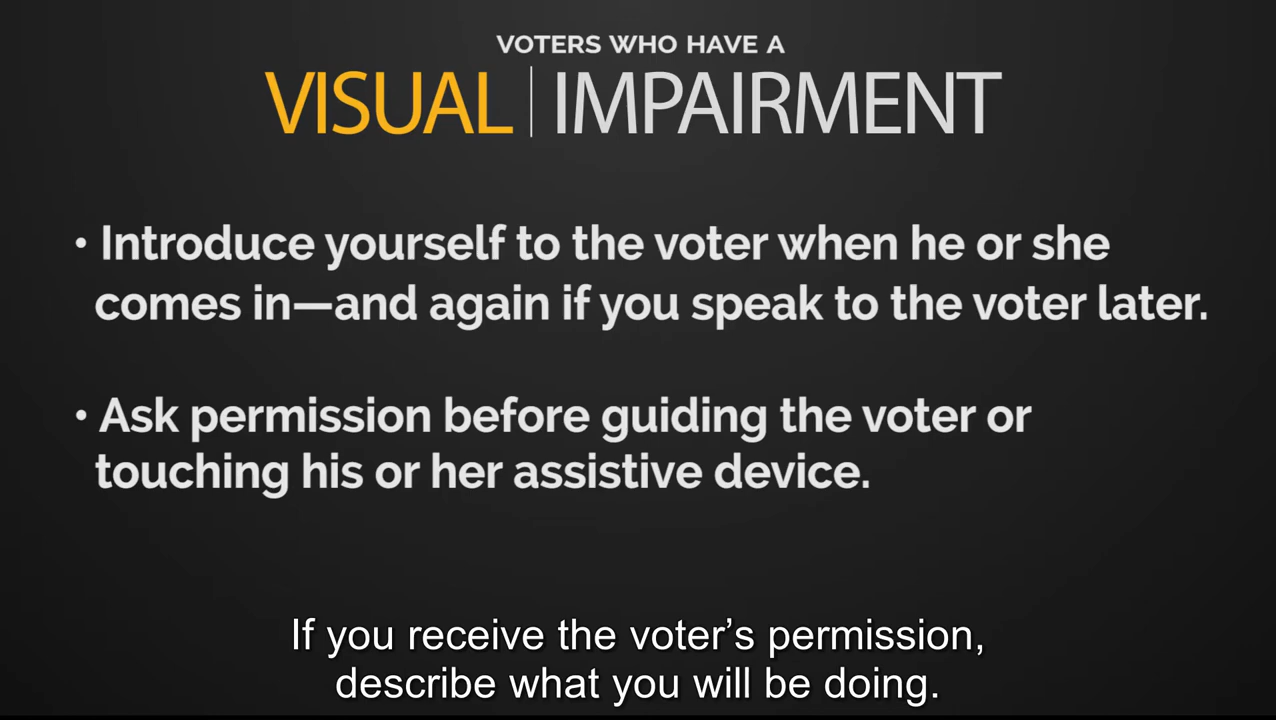 VOTERS WHO HAVE A
VISUAL | IMPAIRMENT
• Introduce yourself to the voter when he or she
comes in—and again if you speak to the voter later.
• Ask permission before guiding the voter or
touching his or her assistive device.
If you receive the voter’s permission,
describe what you will be doing.